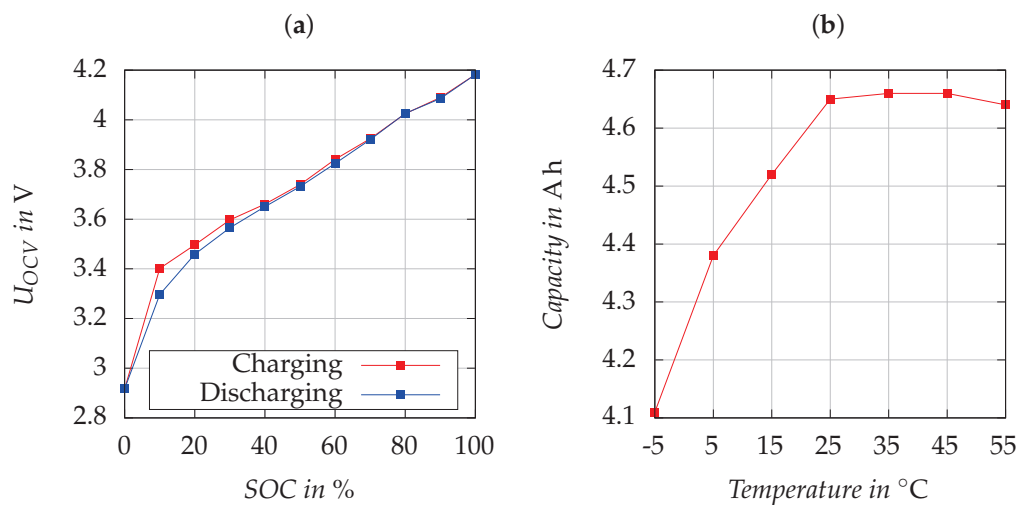 (a)
4.2
4
3.8
3.6
3.4
3.2
3
2.8
U_OCV in V
Charging
Discharging
0 20 40 60 80 100
SOC in %
(b)
4.7
4.6
4.5
4.4
4.3
4.2
4.1
Capacity in A h
-5 5 15 25 35 45 55
Temperature in °C